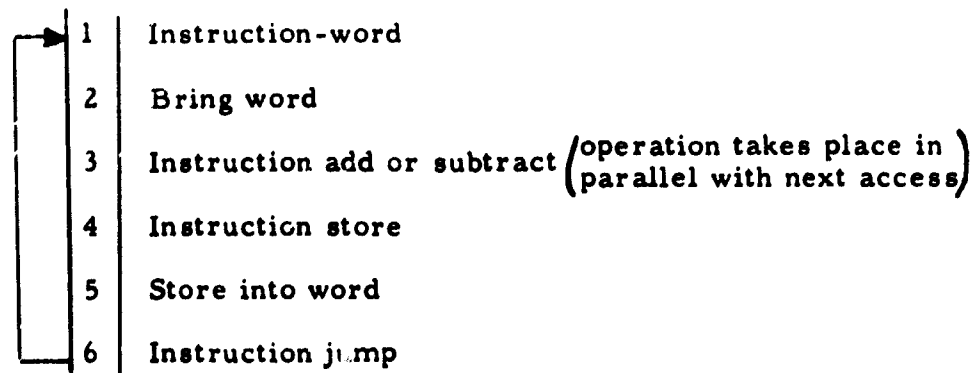 1 Instruction-word
2 Bring word
3 Instruction add or subtract (operation takes place in
parallel with next access)
4 Instruction store
5 Store into word
6 Instruction jump